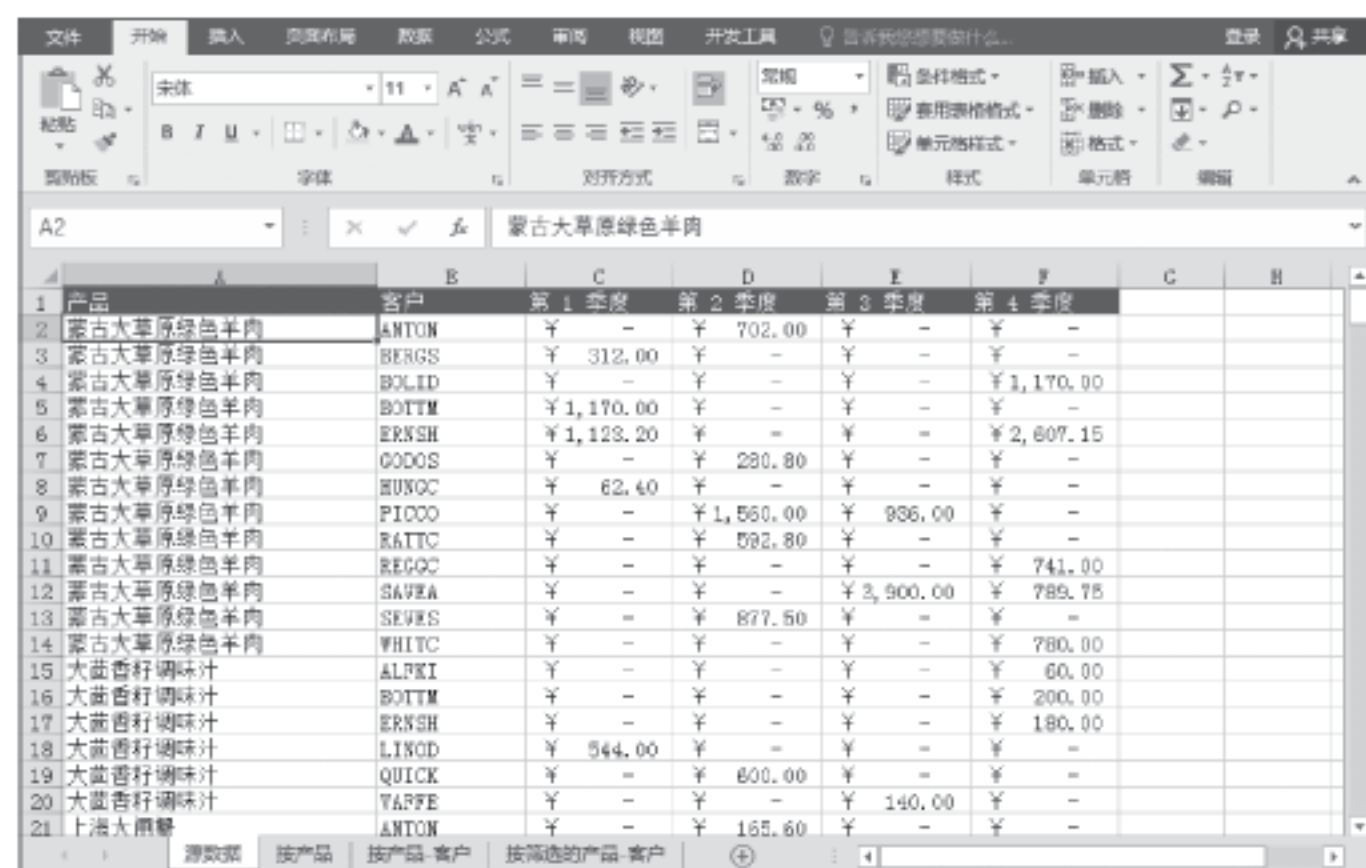 文件 开始 插入 页面布局 数据 公式 审阅 视图 开发工具 告诉我您想要做什么... 登录 共享
宋体 11 常规 条件格式 插入
粘贴 套用表格格式 删除
B I U 单元格样式 格式
剪贴板 字体 对齐方式 数字 样式 单元格 编辑
A2 fx 蒙古大草原绿色羊肉
A B C D E F G H
1 产品 客户 第 1 季度 第 2 季度 第 3 季度 第 4 季度
2 蒙古大草原绿色羊肉 ANTON ¥ - ¥ 702.00 ¥ - ¥ -
3 蒙古大草原绿色羊肉 BERGS ¥ 312.00 ¥ - ¥ - ¥ -
4 蒙古大草原绿色羊肉 BOLID ¥ - ¥ - ¥ - ¥1,170.00
5 蒙古大草原绿色羊肉 BOTTM ¥1,170.00 ¥ - ¥ - ¥ -
6 蒙古大草原绿色羊肉 ERNSH ¥1,123.20 ¥ - ¥ - ¥2,607.15
7 蒙古大草原绿色羊肉 GODOS ¥ - ¥ 280.80 ¥ - ¥ -
8 蒙古大草原绿色羊肉 HUNGC ¥ 62.40 ¥ - ¥ - ¥ -
9 蒙古大草原绿色羊肉 PICCO ¥ - ¥1,560.00 ¥ 936.00 ¥ -
10 蒙古大草原绿色羊肉 RATTC ¥ - ¥ 592.80 ¥ - ¥ -
11 蒙古大草原绿色羊肉 REGGC ¥ - ¥ - ¥ - ¥ 741.00
12 蒙古大草原绿色羊肉 SAVEA ¥ - ¥ - ¥3,900.00 ¥ 789.75
13 蒙古大草原绿色羊肉 SEVES ¥ - ¥ 877.50 ¥ - ¥ -
14 蒙古大草原绿色羊肉 WHITC ¥ - ¥ - ¥ - ¥ 780.00
15 大茴香籽调味汁 ALFKI ¥ - ¥ - ¥ - ¥ 60.00
16 大茴香籽调味汁 BOTTM ¥ - ¥ - ¥ - ¥ 200.00
17 大茴香籽调味汁 ERNSH ¥ - ¥ - ¥ - ¥ 180.00
18 大茴香籽调味汁 LINOD ¥ 544.00 ¥ - ¥ - ¥ -
19 大茴香籽调味汁 QUICK ¥ - ¥ 600.00 ¥ - ¥ -
20 大茴香籽调味汁 VAFFE ¥ - ¥ - ¥ 140.00 ¥ -
21 上海大闸蟹 ANTON ¥ - ¥ 165.60 ¥ - ¥ -
源数据 按产品 按产品-客户 按筛选的产品-客户